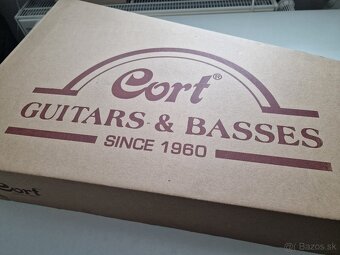 Cort®
GUITARS & BASSES
SINCE 1960
Cort
Bazos.sk